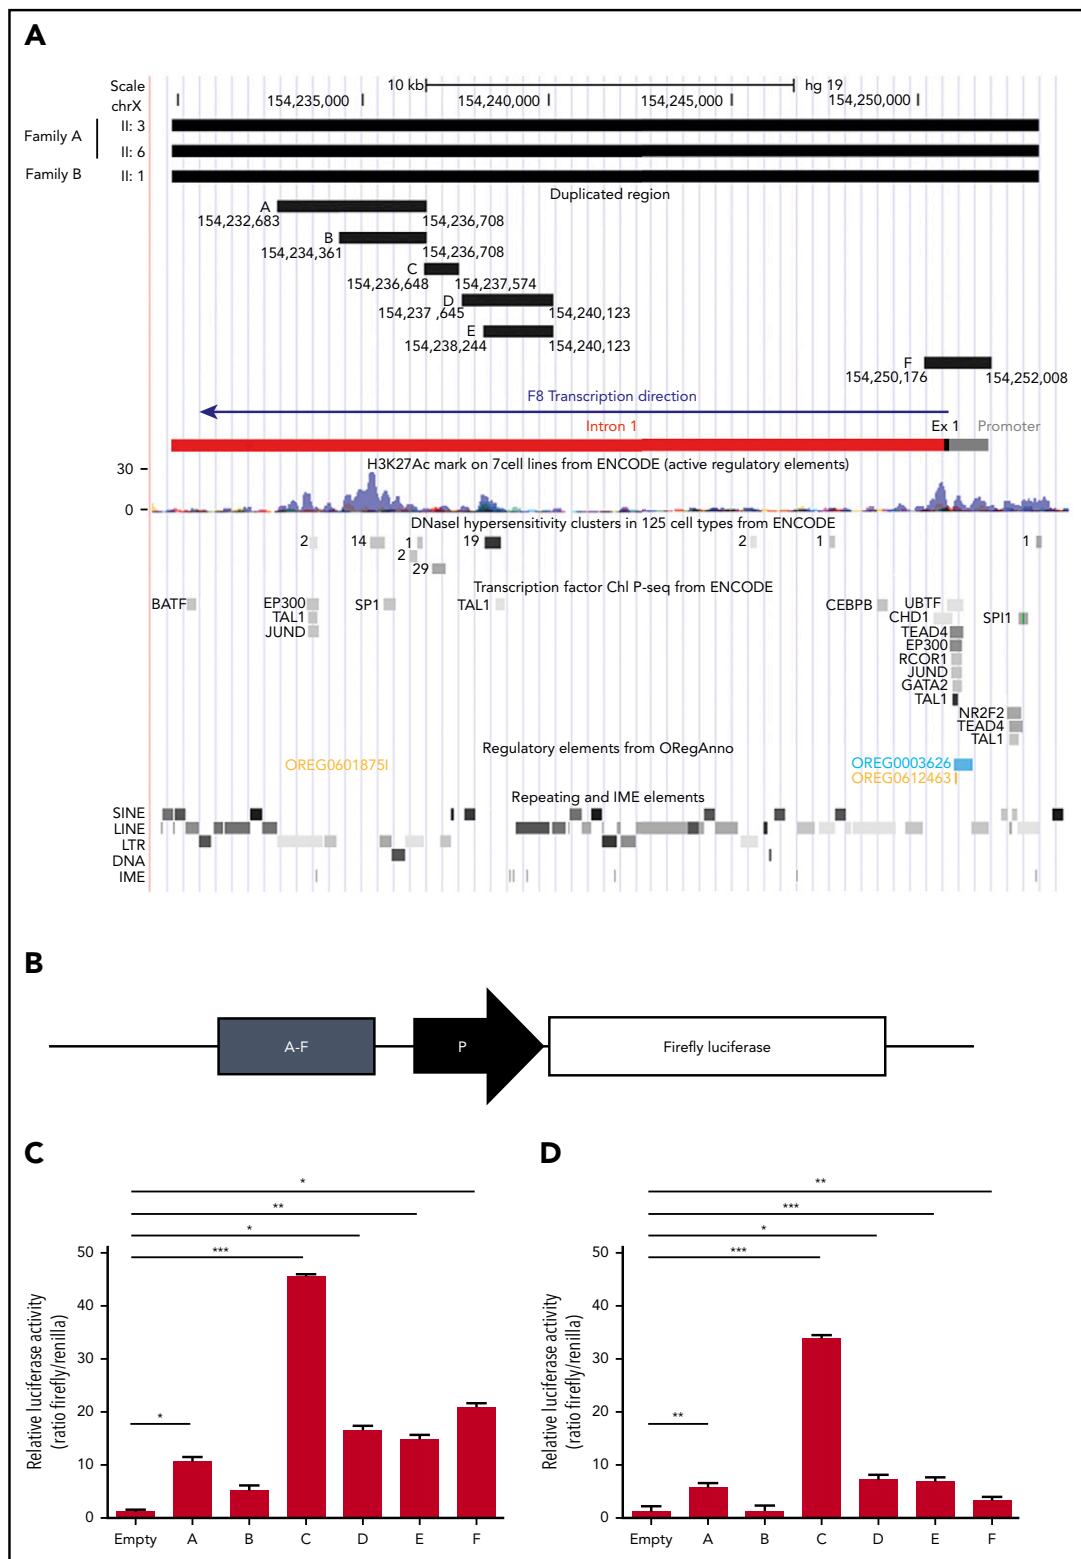 A
Scale 10 kb hg 19
chrX 154,235,000 154,240,000 154,245,000 154,250,000
Family A II: 3
II: 6
Family B II: 1
Duplicated region
A
154,232,683 154,236,708
B
154,234,361 154,236,708
C
154,236,648 154,237,574
D
154,237 ,645 154,240,123
E
154,238,244 154,240,123
F
154,250,176 154,252,008
F8 Transcription direction
Intron 1 Ex 1 Promoter
30
H3K27Ac mark on 7cell lines from ENCODE (active regulatory elements)
0
DNaseI hypersensitivity clusters in 125 cell types from ENCODE
2 14 1 19 2 1 1
2
29
Transcription factor ChI P-seq from ENCODE
BATF EP300 SP1 TAL1 CEBPB UBTF
TAL1 CHD1 SPI1
JUND TEAD4
EP300
RCOR1
JUND
GATA2
TAL1
NR2F2
TEAD4
TAL1
Regulatory elements from ORegAnno
OREG0601875I OREG0003626
OREG0612463
Repeating and IME elements
SINE
LINE
LTR
DNA
IME
B
A-F P Firefly luciferase
C
*
**
*
***
*
Relative luciferase activity
(ratio firefly/renilla)
50
40
30
20
10
0
Empty A B C D E F
D
**
***
*
***
**
Relative luciferase activity
(ratio firefly/renilla)
50
40
30
20
10
0
Empty A B C D E F